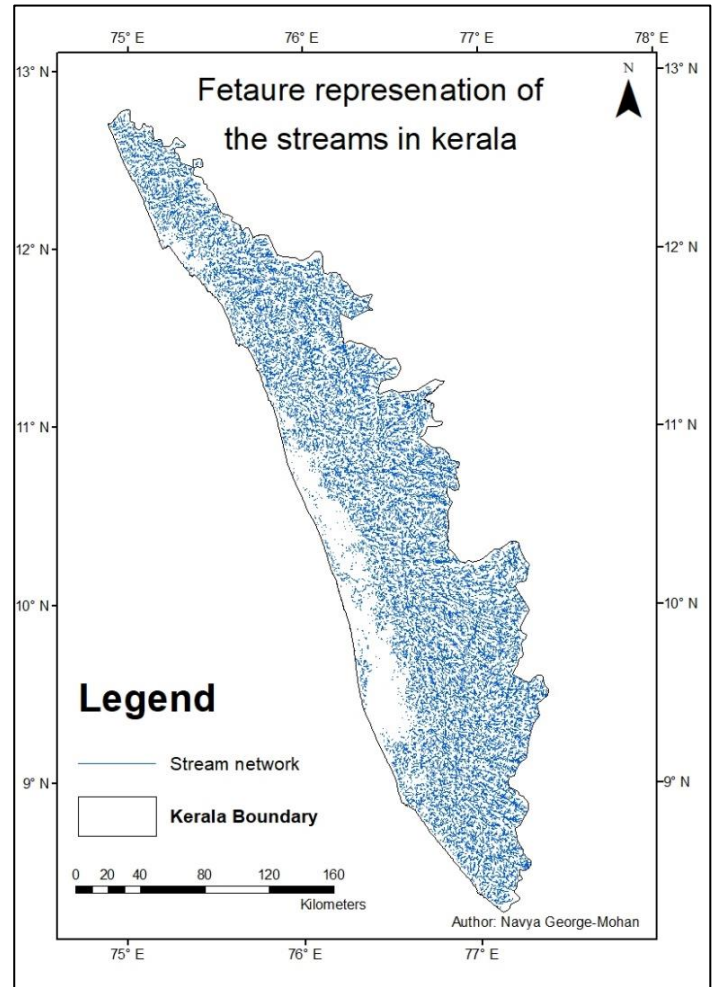 75° E 76° E 77° E 78° E
13° N 13° N
Fetaure represenation of
the streams in kerala
N
12° N 12° N
11° N 11° N
10° N 10° N
Legend
Stream network
9° N 9° N
Kerala Boundary
0 20 40 80 120 160
Kilometers
Author: Navya George-Mohan
75° E 76° E 77° E